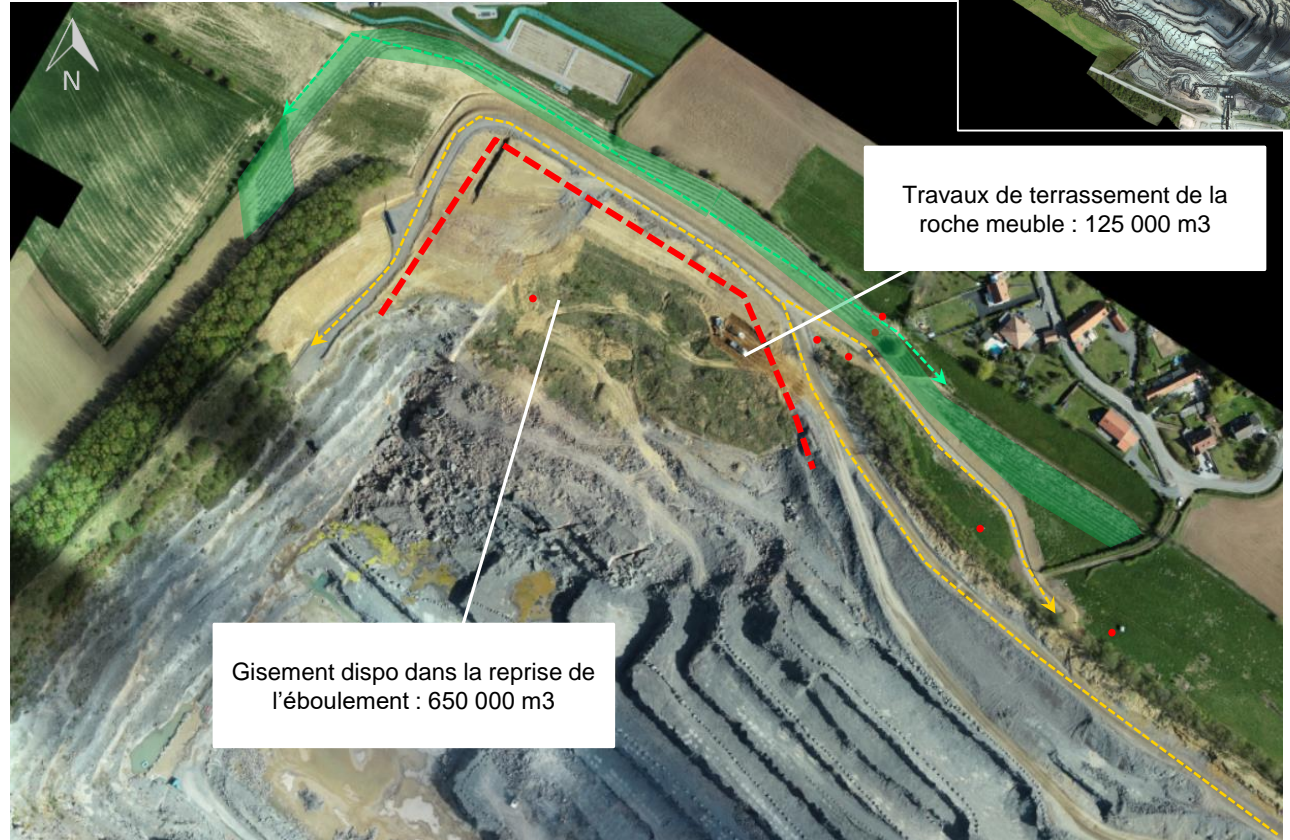 N
Travaux de terrassement de la
roche meuble : 125 000 m3
Gisement dispo dans la reprise de
l’éboulement : 650 000 m3